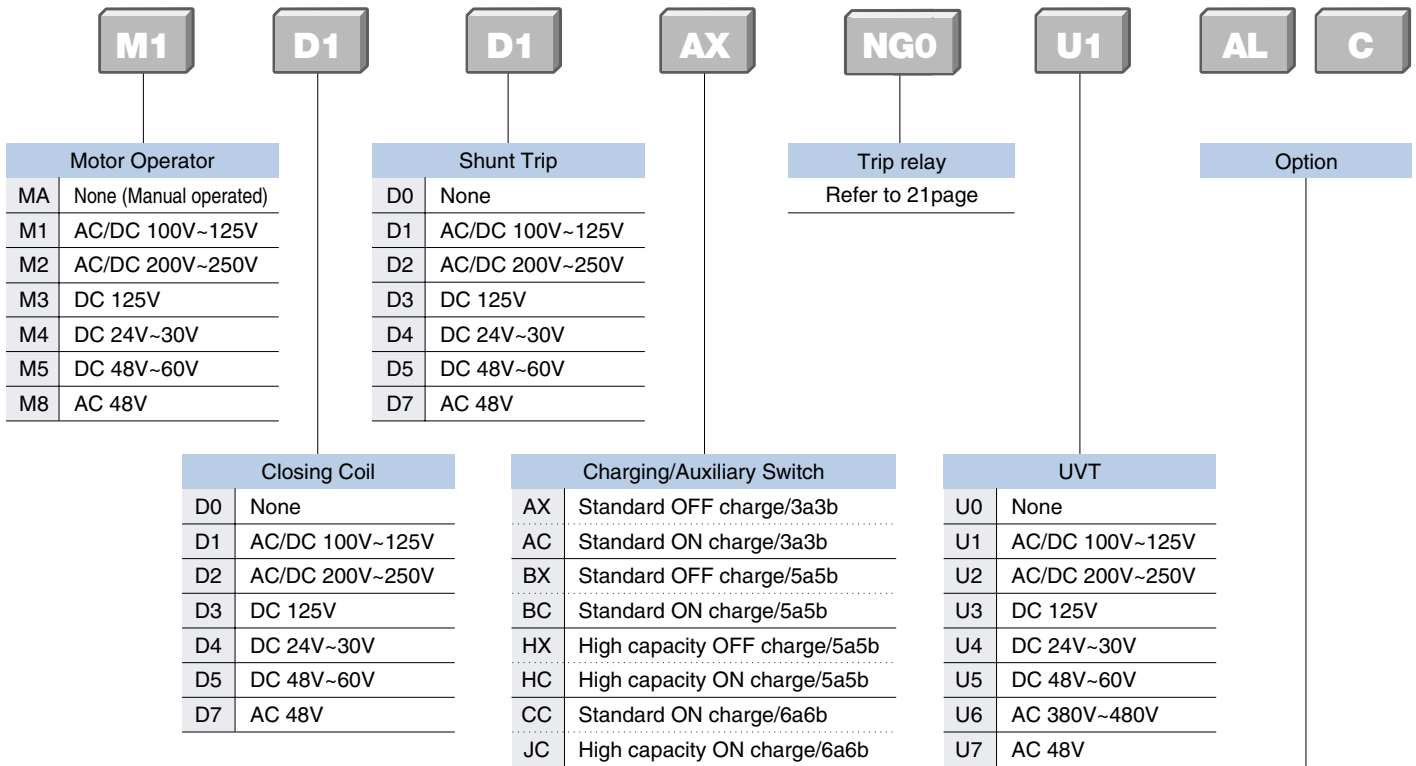 M1 D1 D1 AX NG0 U1 AL C
Motor Operator
MA None (Manual operated)
M1 AC/DC 100V~125V
M2 AC/DC 200V~250V
M3 DC 125V
M4 DC 24V~30V
M5 DC 48V~60V
M8 AC 48V
Shunt Trip
D0 None
D1 AC/DC 100V~125V
D2 AC/DC 200V~250V
D3 DC 125V
D4 DC 24V~30V
D5 DC 48V~60V
D7 AC 48V
Trip relay
Refer to 21page
Option
Closing Coil
D0 None
D1 AC/DC 100V~125V
D2 AC/DC 200V~250V
D3 DC 125V
D4 DC 24V~30V
D5 DC 48V~60V
D7 AC 48V
Charging/Auxiliary Switch
AX Standard OFF charge/3a3b
AC Standard ON charge/3a3b
BX Standard OFF charge/5a5b
BC Standard ON charge/5a5b
HX High capacity OFF charge/5a5b
HC High capacity ON charge/5a5b
CC Standard ON charge/6a6b
JC High capacity ON charge/6a6b
UVT
U0 None
U1 AC/DC 100V~125V
U2 AC/DC 200V~250V
U3 DC 125V
U4 DC 24V~30V
U5 DC 48V~60V
U6 AC 380V~480V
U7 AC 48V